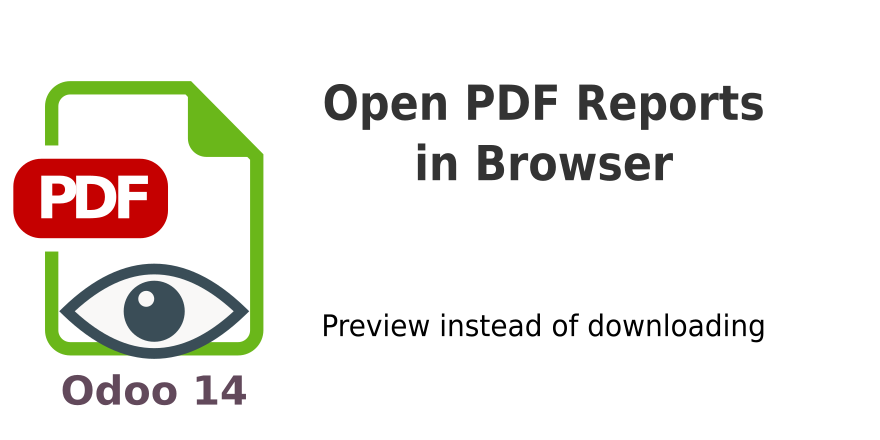 Open PDF Reports
in Browser
PDF
Preview instead of downloading
Odoo 14